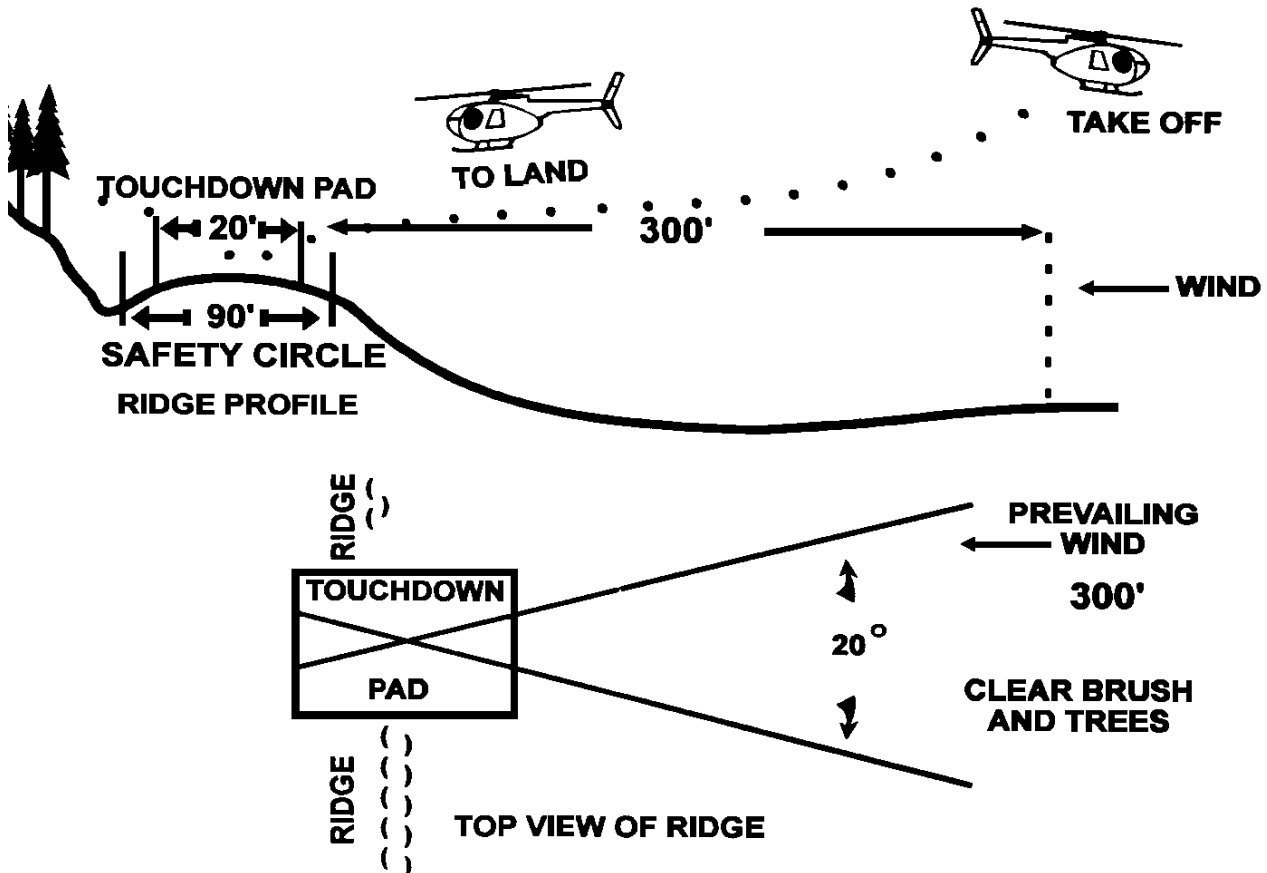 TAKE OFF
TO LAND
TOUCHDOWN PAD
20'
300'
WIND
90'
SAFETY CIRCLE
RIDGE PROFILE
RIDGE
PREVAILING
WIND
300'
TOUCHDOWN
PAD
20°
CLEAR BRUSH
AND TREES
RIDGE
TOP VIEW OF RIDGE